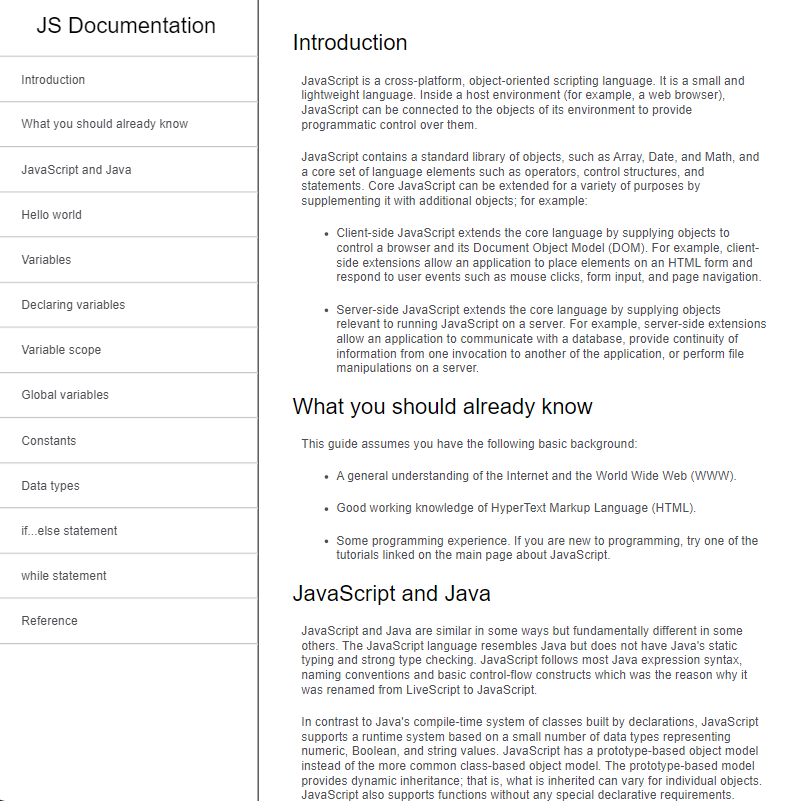 JS Documentation
Introduction
What you should already know
JavaScript and Java
Hello world
Variables
Declaring variables
Variable scope
Global variables
Constants
Data types
if...else statement
while statement
Reference
Introduction
JavaScript is a cross-platform, object-oriented scripting language. It is a small and
lightweight language. Inside a host environment (for example, a web browser),
JavaScript can be connected to the objects of its environment to provide
programmatic control over them.
JavaScript contains a standard library of objects, such as Array, Date, and Math, and
a core set of language elements such as operators, control structures, and
statements. Core JavaScript can be extended for a variety of purposes by
supplementing it with additional objects; for example:
• Client-side JavaScript extends the core language by supplying objects to
control a browser and its Document Object Model (DOM). For example, client-
side extensions allow an application to place elements on an HTML form and
respond to user events such as mouse clicks, form input, and page navigation.
• Server-side JavaScript extends the core language by supplying objects
relevant to running JavaScript on a server. For example, server-side extensions
allow an application to communicate with a database, provide continuity of
information from one invocation to another of the application, or perform file
manipulations on a server.
What you should already know
This guide assumes you have the following basic background:
• A general understanding of the Internet and the World Wide Web (WWW).
• Good working knowledge of HyperText Markup Language (HTML).
• Some programming experience. If you are new to programming, try one of the
tutorials linked on the main page about JavaScript.
JavaScript and Java
JavaScript and Java are similar in some ways but fundamentally different in some
others. The JavaScript language resembles Java but does not have Java's static
typing and strong type checking. JavaScript follows most Java expression syntax,
naming conventions and basic control-flow constructs which was the reason why it
was renamed from LiveScript to JavaScript.
In contrast to Java's compile-time system of classes built by declarations, JavaScript
supports a runtime system based on a small number of data types representing
numeric, Boolean, and string values. JavaScript has a prototype-based object model
instead of the more common class-based object model. The prototype-based model
provides dynamic inheritance; that is, what is inherited can vary for individual objects.
JavaScript also supports functions without any special declarative requirements.